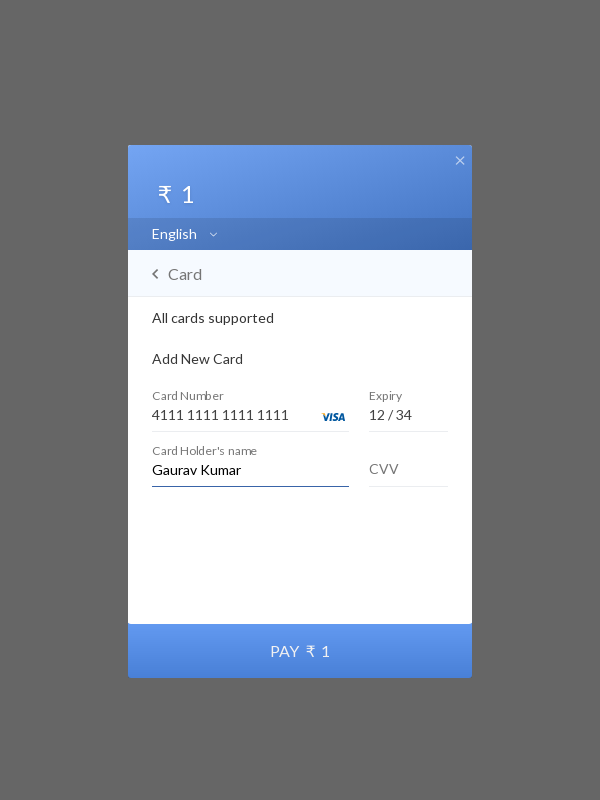 ₹ 1
English
Card
All cards supported
Add New Card
Card Number
4111 1111 1111 1111
VISA
Expiry
12 / 34
Card Holder's name
Gaurav Kumar
CVV
PAY ₹ 1